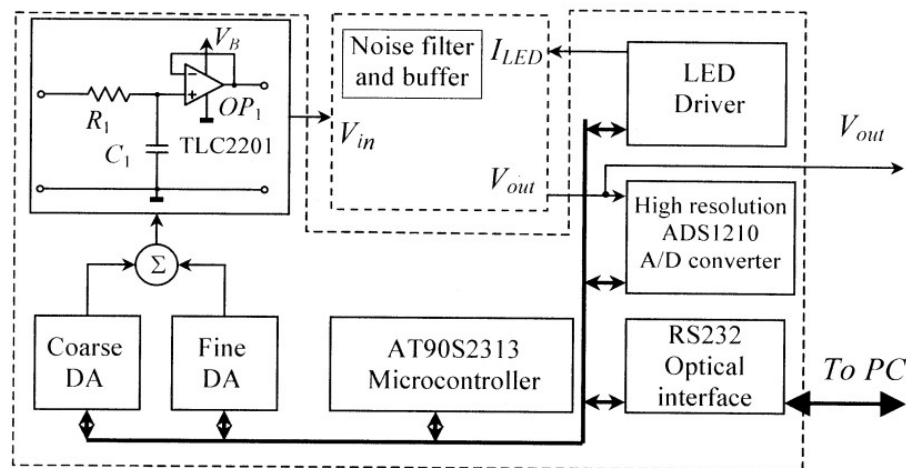 V_B
OP_1
R_1
C_1
TLC2201
Noise filter
and buffer
I_LED
V_in
V_out
LED
Driver
V_out
High resolution
ADS1210
A/D converter
Σ
Coarse
DA
Fine
DA
AT90S2313
Microcontroller
RS232
Optical
interface
To PC